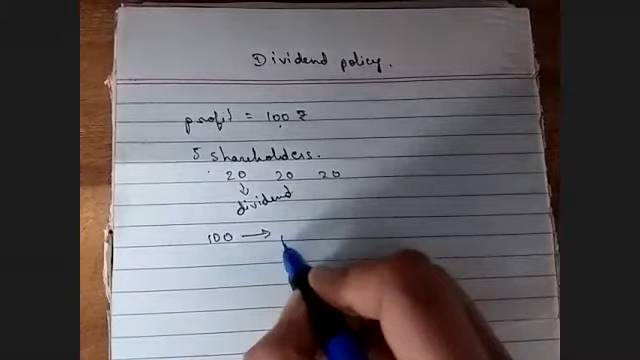 Dividend policy.
profit = 100 ₹
5 shareholders.
20 20 20
↓
dividend
100 →